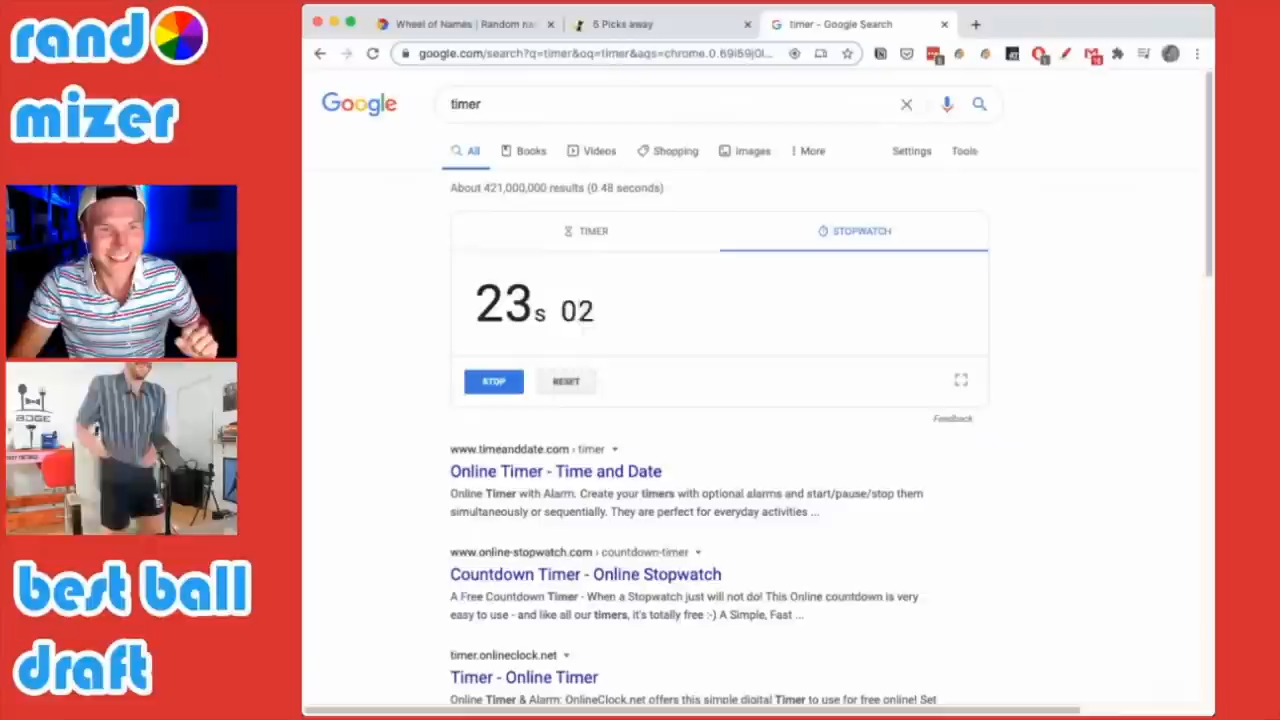 rand
mizer
best ball
draft
Wheel of Names | Random na
5 Picks away
timer - Google Search
google.com/search?q=timer&oq=timer&aqs=chrome.0.69i59j0l...
Google
timer
All
Books
Videos
Shopping
Images
More
Settings
Tools
About 421,000,000 results (0.48 seconds)
TIMER
STOPWATCH
23s 02
STOP
RESET
Feedback
www.timeanddate.com › timer
Online Timer - Time and Date
Online Timer with Alarm. Create your timers with optional alarms and start/pause/stop them
simultaneously or sequentially. They are perfect for everyday activities ...
www.online-stopwatch.com › countdown-timer
Countdown Timer - Online Stopwatch
A Free Countdown Timer - When a Stopwatch just will not do! This Online countdown is very
easy to use - and like all our timers, it's totally free :-) A Simple, Fast ...
timer.onlineclock.net
Timer - Online Timer
Online Timer & Alarm: OnlineClock.net offers this simple digital Timer to use for free online! Set